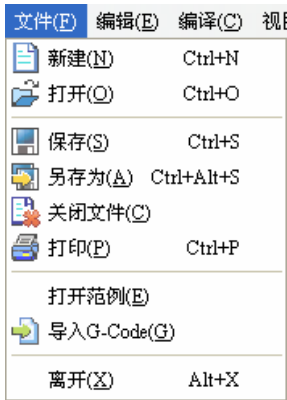 文件(F) 编辑(E) 编译(C)
新建(N) Ctrl+N
打开(O) Ctrl+O
保存(S) Ctrl+S
另存为(A) Ctrl+Alt+S
关闭文件(C)
打印(P) Ctrl+P
打开范例(E)
导入G-Code(G)
离开(X) Alt+X